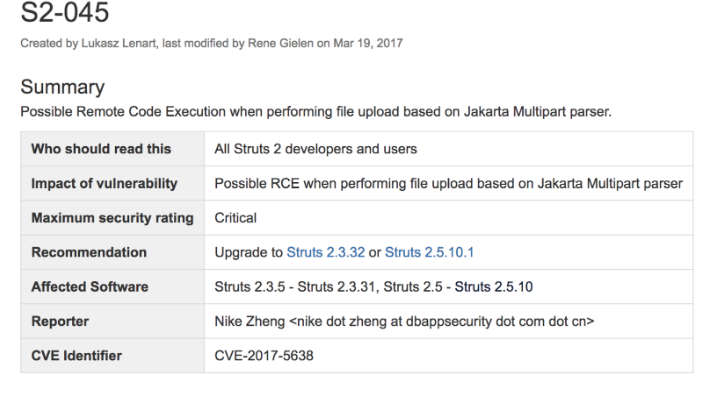 S2-045
Created by Lukasz Lenart, last modified by Rene Gielen on Mar 19, 2017
Summary
Possible Remote Code Execution when performing file upload based on Jakarta Multipart parser.
Who should read this All Struts 2 developers and users
Impact of vulnerability Possible RCE when performing file upload based on Jakarta Multipart parser
Maximum security rating Critical
Recommendation Upgrade to Struts 2.3.32 or Struts 2.5.10.1
Affected Software Struts 2.3.5 - Struts 2.3.31, Struts 2.5 - Struts 2.5.10
Reporter Nike Zheng <nike dot zheng at dbappsecurity dot com dot cn>
CVE Identifier CVE-2017-5638